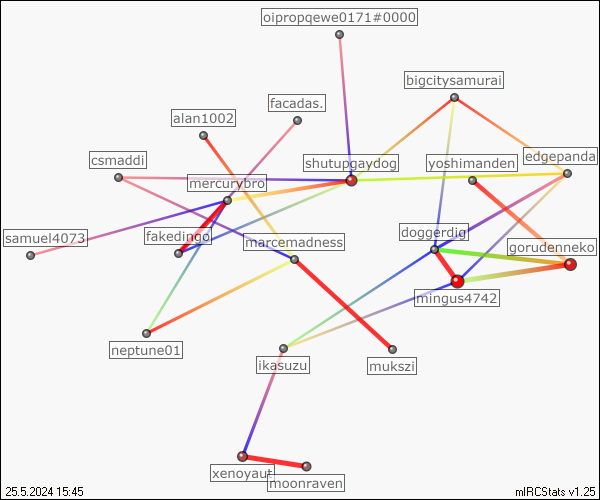 oipropqewe0171#0000
bigcitysamurai
facadas.
alan1002
csmaddi
shutupgaydog
yoshimanden
edgepanda
mercurybro
samuel4073
fakedingo
marcemadness
doggerdig
gorudenneko
mingus4742
neptune01
ikasuzu
mukszi
xenoyaut
moonraven
25.5.2024 15:45
mIRCStats v1.25